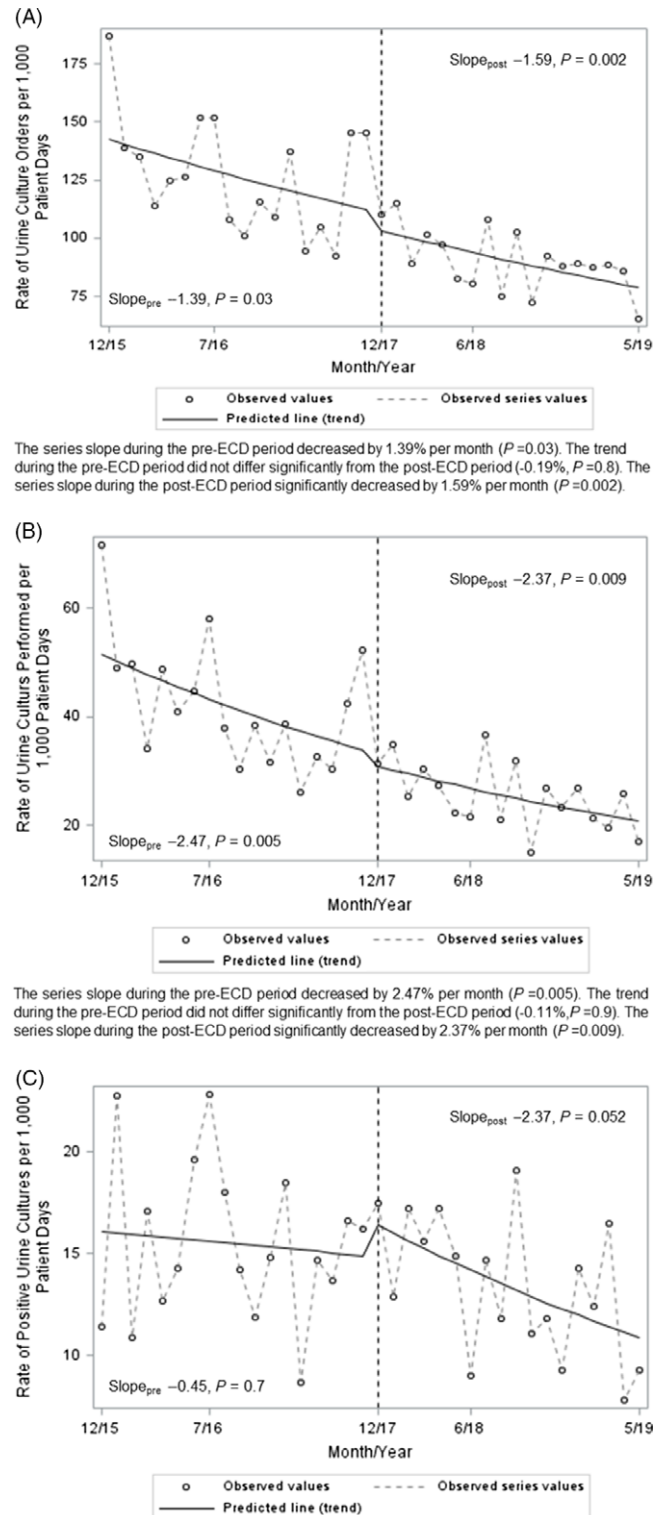 (A)
Rate of Urine Culture Orders per 1,000
Patient Days
175
150
125
100
75
Slopepost −1.59, P = 0.002
Slopepre −1.39, P = 0.03
12/15
7/16
12/17
6/18
5/19
Month/Year
Observed values
Observed series values
Predicted line (trend)
The series slope during the pre-ECD period decreased by 1.39% per month (P =0.03). The trend
during the pre-ECD period did not differ significantly from the post-ECD period (-0.19%, P =0.8). The
series slope during the post-ECD period significantly decreased by 1.59% per month (P =0.002).
(B)
Rate of Urine Culturs Performed per
1,000 Patient Days
60
40
20
Slopepost −2.37, P = 0.009
Slopepre −2.47, P = 0.005
12/15
7/16
12/17
6/18
5/19
Month/Year
Observed values
Observed series values
Predicted line (trend)
The series slope during the pre-ECD period decreased by 2.47% per month (P =0.005). The trend
during the pre-ECD period did not differ significantly from the post-ECD period (-0.11%,P =0.9). The
series slope during the post-ECD period significantly decreased by 2.37% per month (P =0.009).
(C)
Rate of Positive Urine Cultures per 1,000
Patient Days
20
15
10
Slopepost −2.37, P = 0.052
Slopepre −0.45, P = 0.7
12/15
7/16
12/17
6/18
5/19
Month/Year
Observed values
Observed series values
Predicted line (trend)